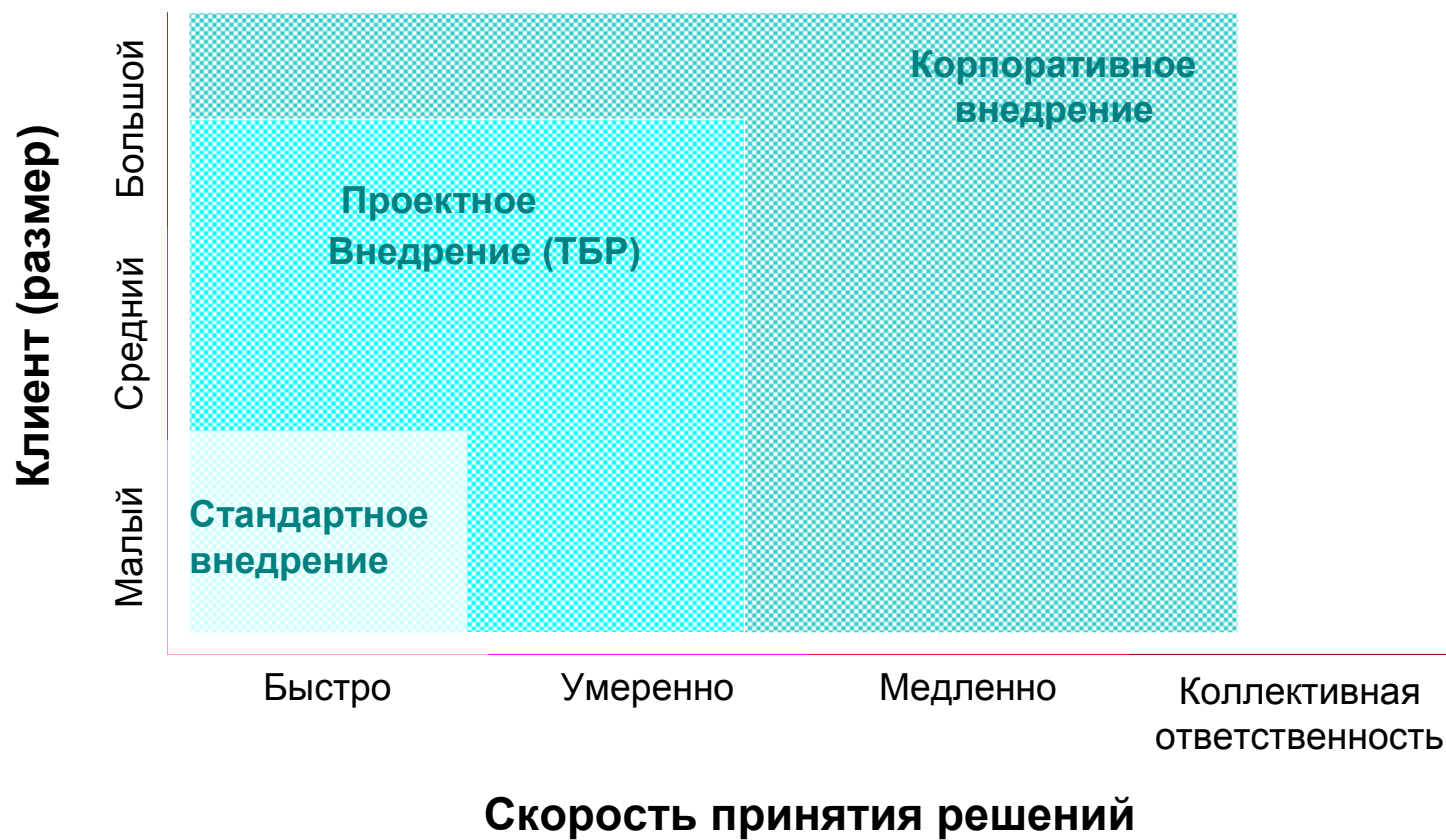 Клиент (размер)
Большой
Средний
Малый
Корпоративное
внедрение
Проектное
Внедрение (ТБР)
Стандартное
внедрение
Быстро
Умеренно
Медленно
Коллективная
ответственность
Скорость принятия решений